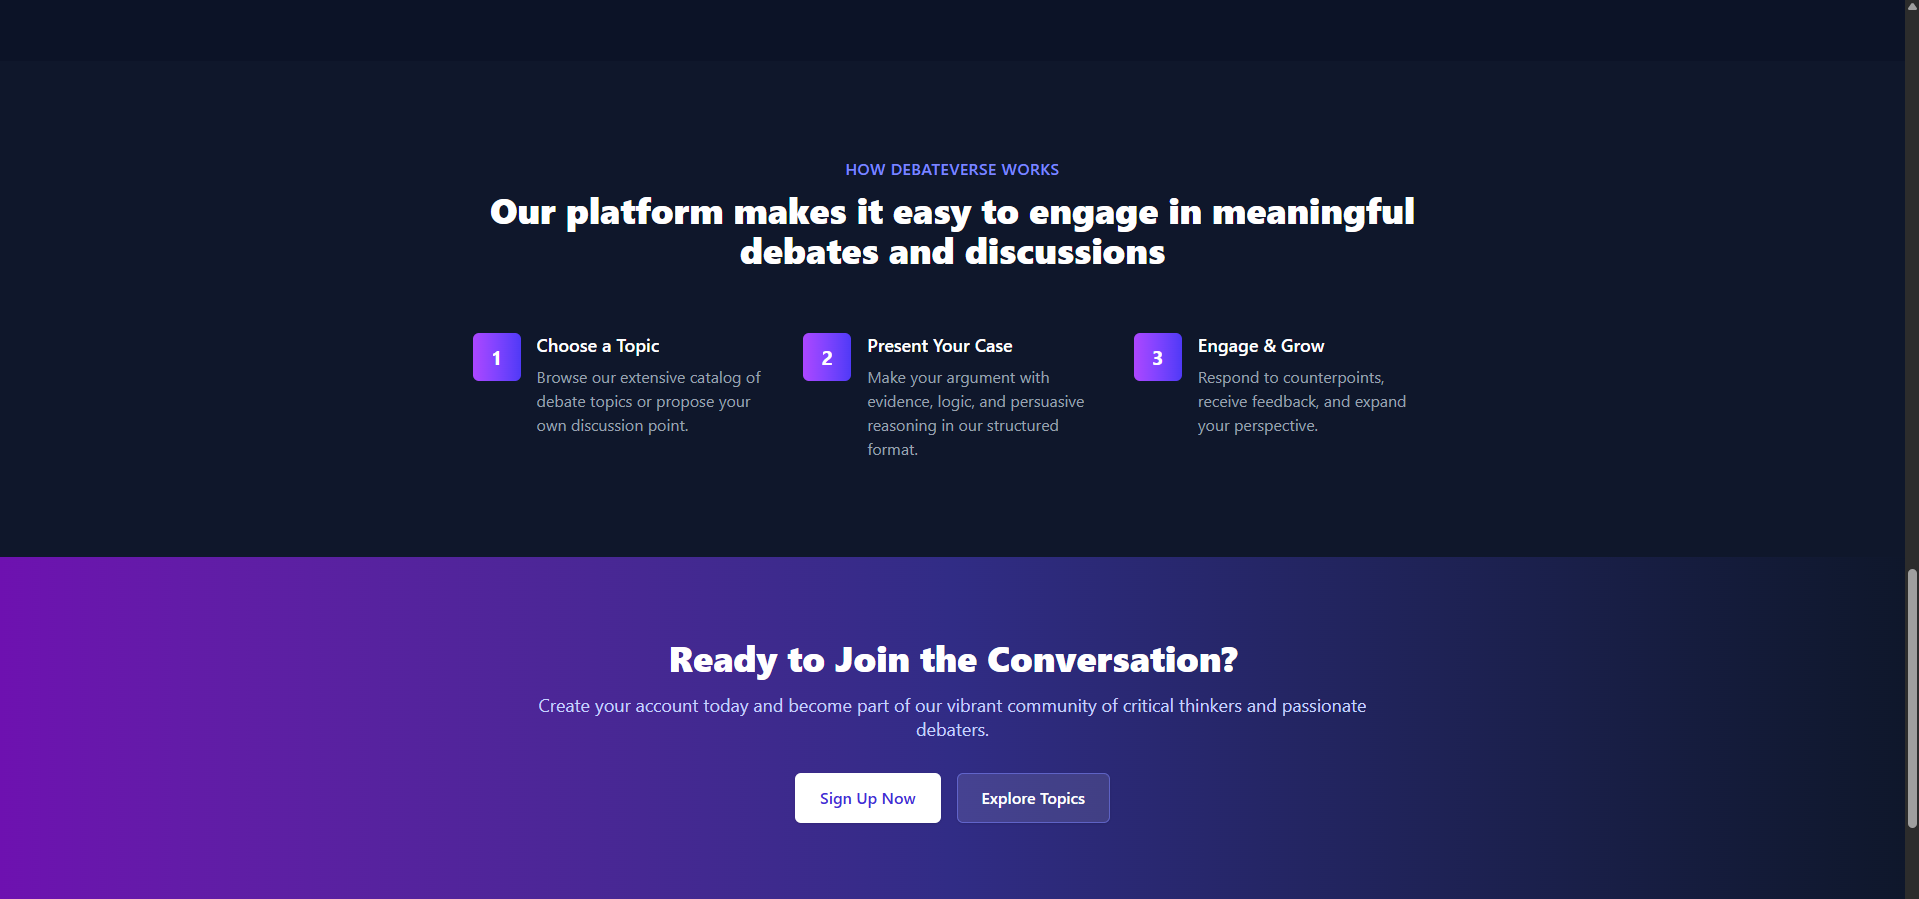 HOW DEBATEVERSE WORKS
Our platform makes it easy to engage in meaningful
debates and discussions
1
Choose a Topic
Browse our extensive catalog of
debate topics or propose your
own discussion point.
2
Present Your Case
Make your argument with
evidence, logic, and persuasive
reasoning in our structured
format.
3
Engage & Grow
Respond to counterpoints,
receive feedback, and expand
your perspective.
Ready to Join the Conversation?
Create your account today and become part of our vibrant community of critical thinkers and passionate
debaters.
Sign Up Now
Explore Topics